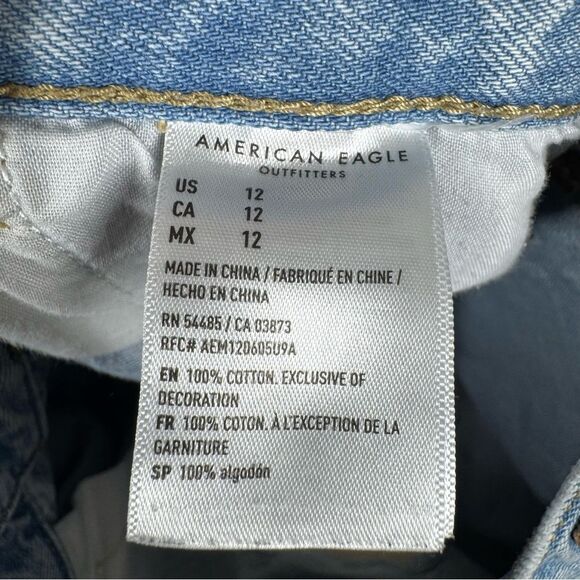 AMERICAN EAGLE
OUTFITTERS
US 12
CA 12
MX 12
MADE IN CHINA / FABRIQUÉ EN CHINE /
HECHO EN CHINA
RN 54485 / CA 03873
RFC# AEM120605U9A
EN 100% COTTON. EXCLUSIVE OF
DECORATION
FR 100% COTON. À L'EXCEPTION DE LA
GARNITURE
SP 100% algodón